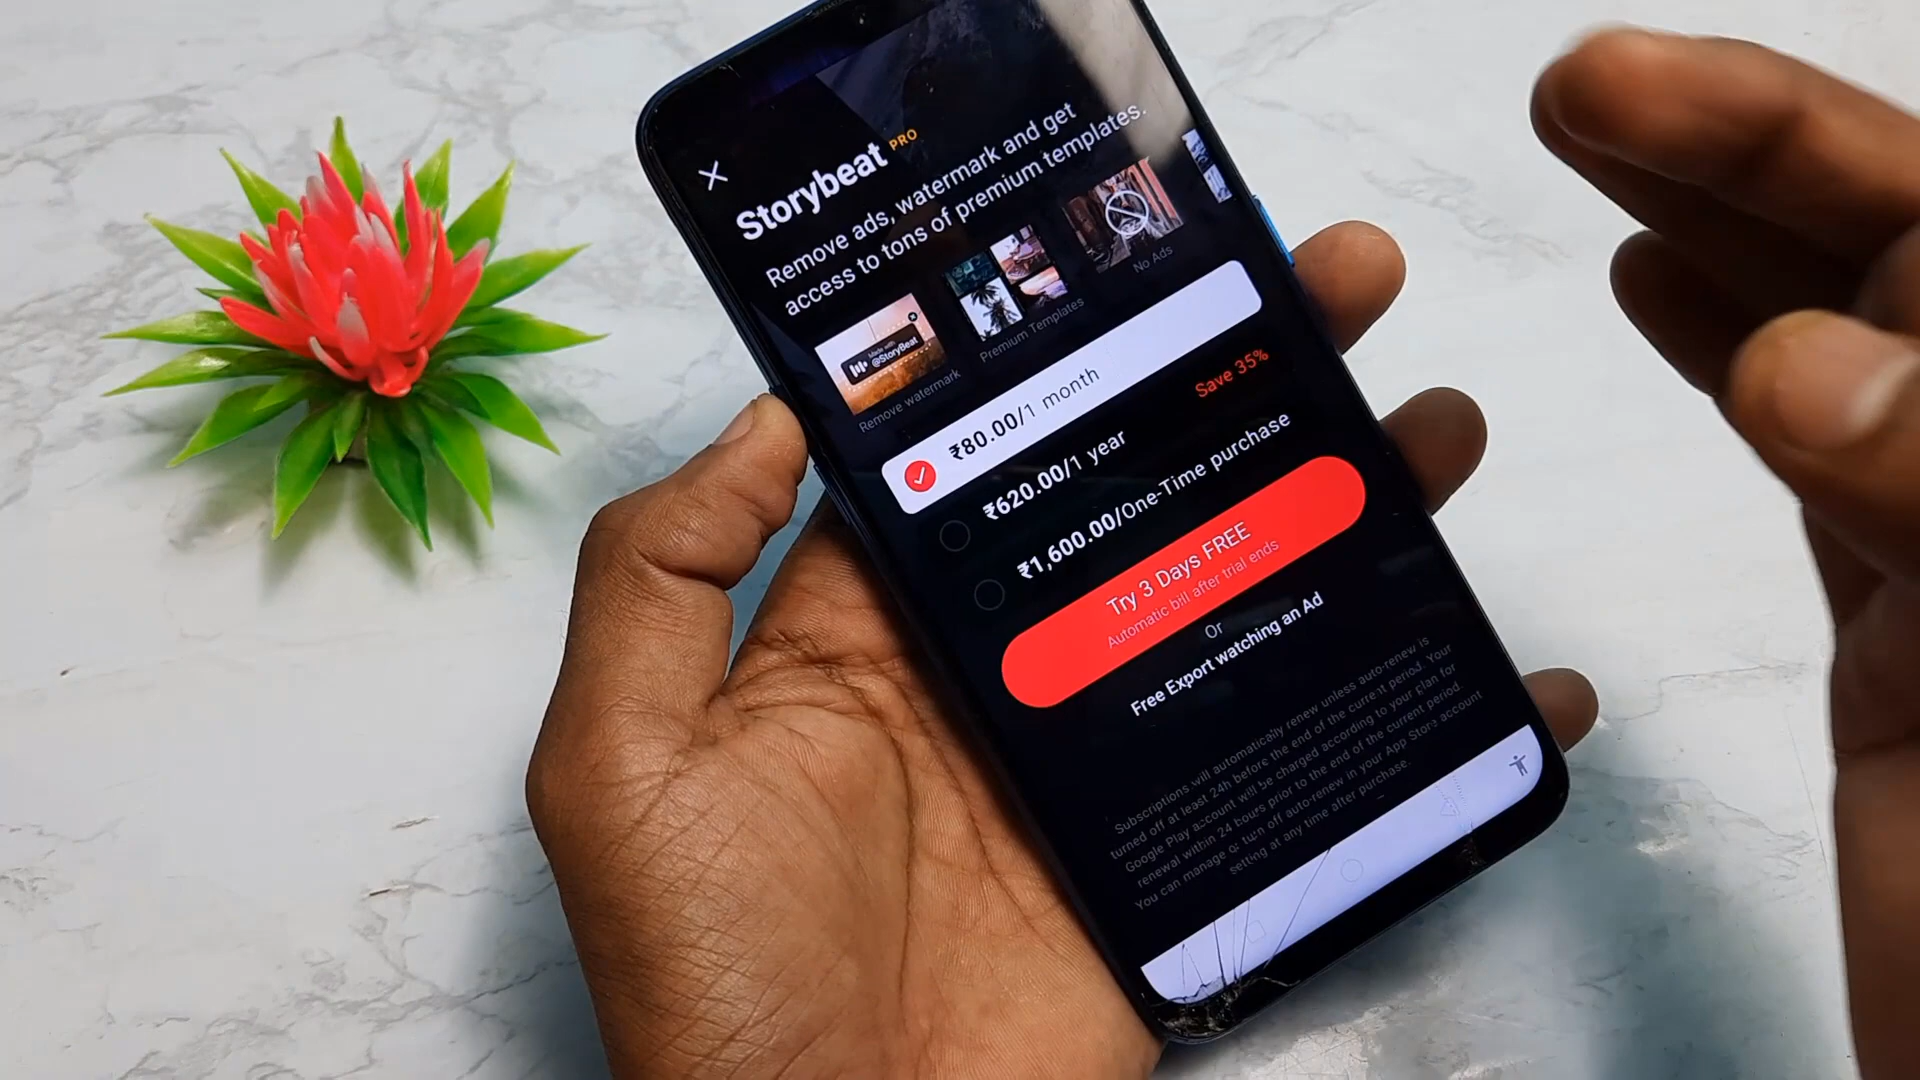 Storybeat PRO
Remove ads, watermark and get
access to tons of premium templates.
Made with
@StoryBeat
Remove watermark
Premium Templates
No Ads
₹80.00/1 month
Save 35%
₹620.00/1 year
₹1,600.00/One-Time purchase
Try 3 Days FREE
Automatic bill after trial ends
Or
Free Export watching an Ad
Subscriptions will automatically renew unless auto-renew is
turned off at least 24h before the end of the current period. Your
Google Play account will be charged according to your plan for
renewal within 24 hours prior to the end of the current period.
You can manage or turn off auto-renew in your App Store account
setting at any time after purchase.